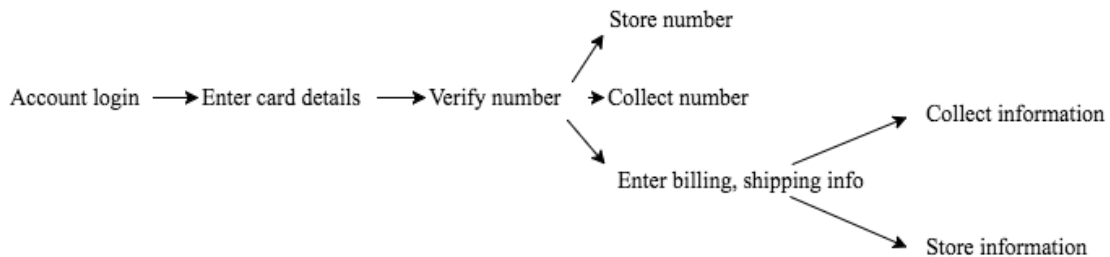 Store number
Account login
Enter card details
Verify number
Collect number
Collect information
Enter billing, shipping info
Store information